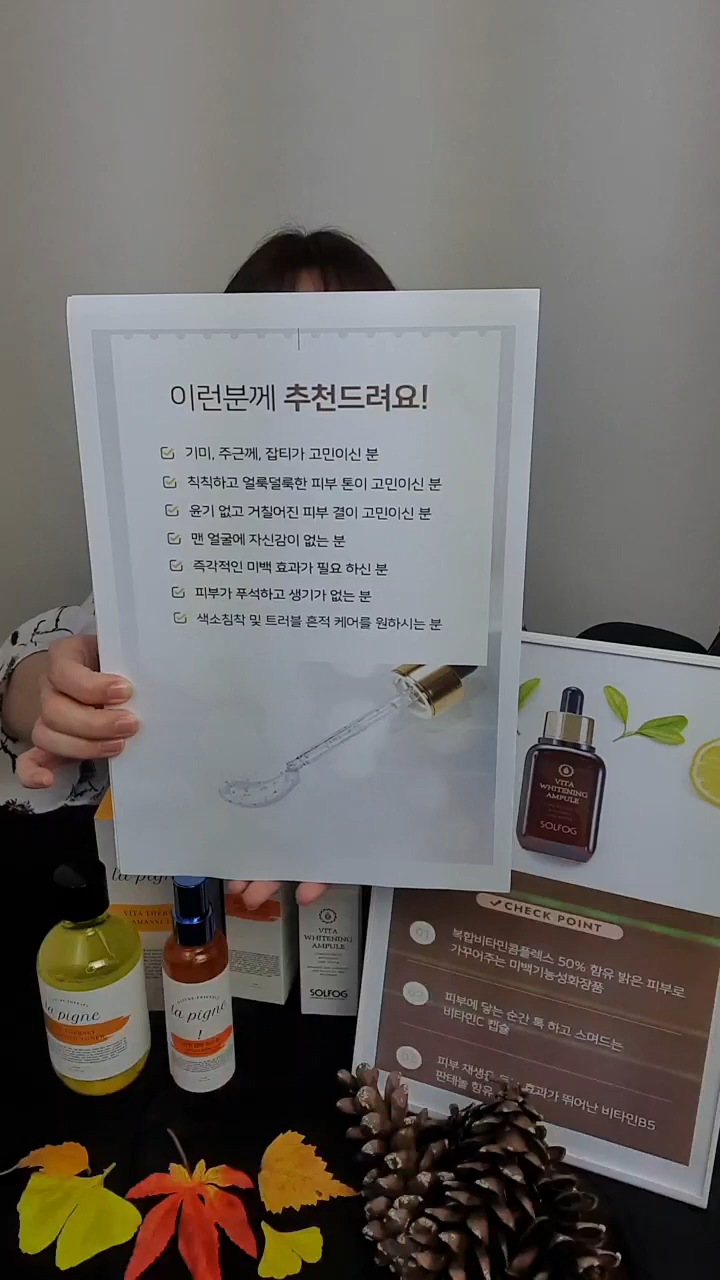 이런분께 추천드려요!
기미, 주근께, 잡티가 고민이신 분
칙칙하고 얼룩덜룩한 피부 톤이 고민이신 분
윤기 없고 거칠어진 피부 결이 고민이신 분
맨 얼굴에 자신감이 없는 분
즉각적인 미백 효과가 필요 하신 분
피부가 푸석하고 생기가 없는 분
색소침착 및 트러블 흔적 케어를 원하시는 분
VITA
WHITENING
AMPULE
SOLFOG
CHECK POINT
01
복합비타민콤플렉스 50% 함유 밝은 피부로
가꾸어주는 미백기능성화장품
피부에 닿는 순간 톡 하고 스며드는
비타민C 캡슐
03
피부 재생 효과가 뛰어난 비타민B5
판테놀 함유
la pigne
VITA
la pigne
la pigne
VITA
WHITENING
AMPULE
SOLFOG